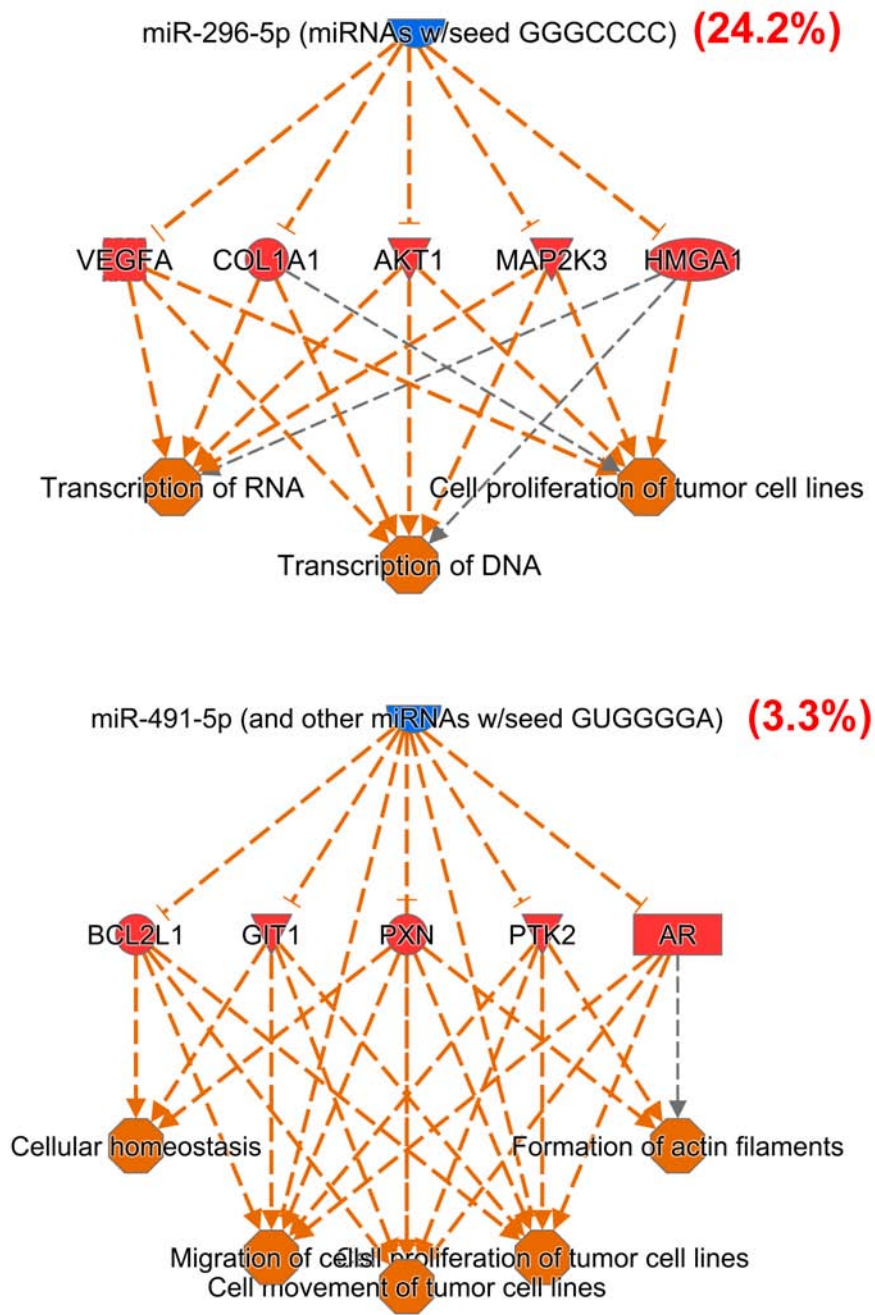 miR-296-5p (miRNAs w/seed GGGCCCC) (24.2%)
VEGFA COL1A1 AKT1 MAP2K3 HMGA1
Transcription of RNA Cell proliferation of tumor cell lines
Transcription of DNA
miR-491-5p (and other miRNAs w/seed GUGGGGA) (3.3%)
BCL2L1 GIT1 PXN PTK2 AR
Cellular homeostasis Formation of actin filaments
Migration of cells Cell proliferation of tumor cell lines
Cell movement of tumor cell lines